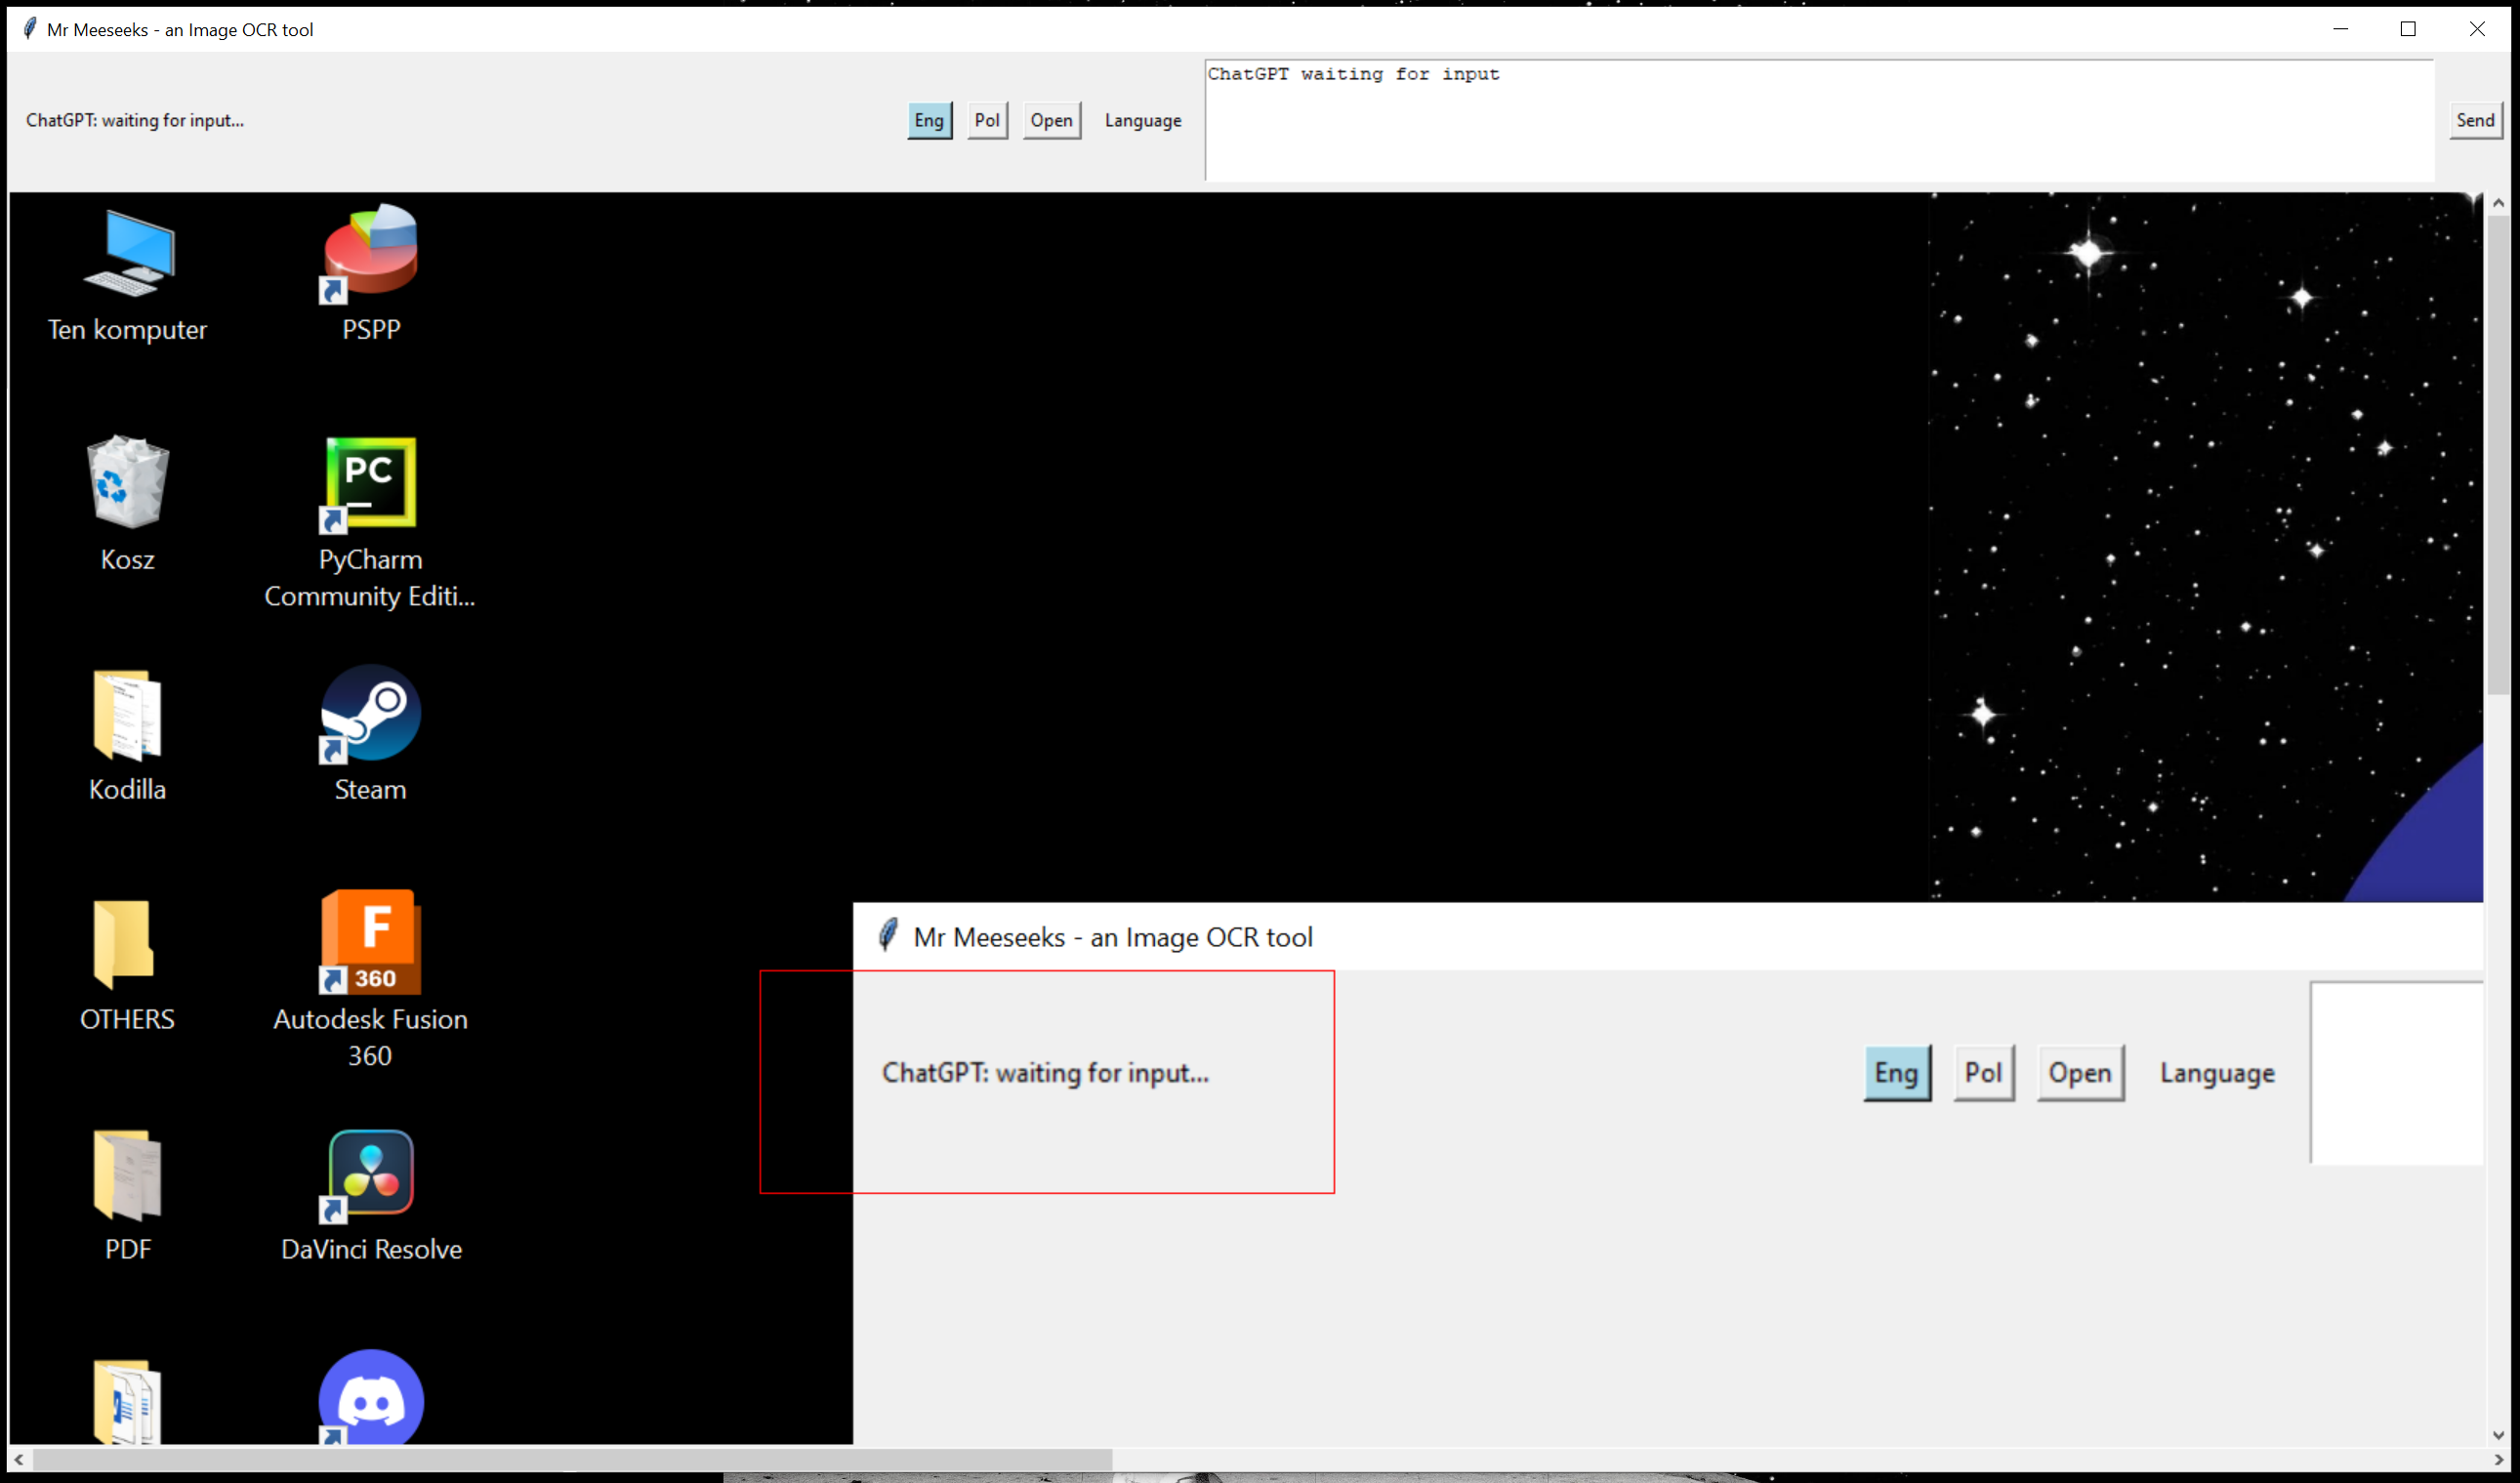 Mr Meeseeks - an Image OCR tool
ChatGPT: waiting for input...
Eng
Pol
Open
Language
ChatGPT waiting for input
Send
Ten komputer
PSPP
Kosz
PC
PyCharm
Community Editi...
Kodilla
Steam
OTHERS
F
360
Autodesk Fusion
360
PDF
DaVinci Resolve
Mr Meeseeks - an Image OCR tool
ChatGPT: waiting for input...
Eng
Pol
Open
Language